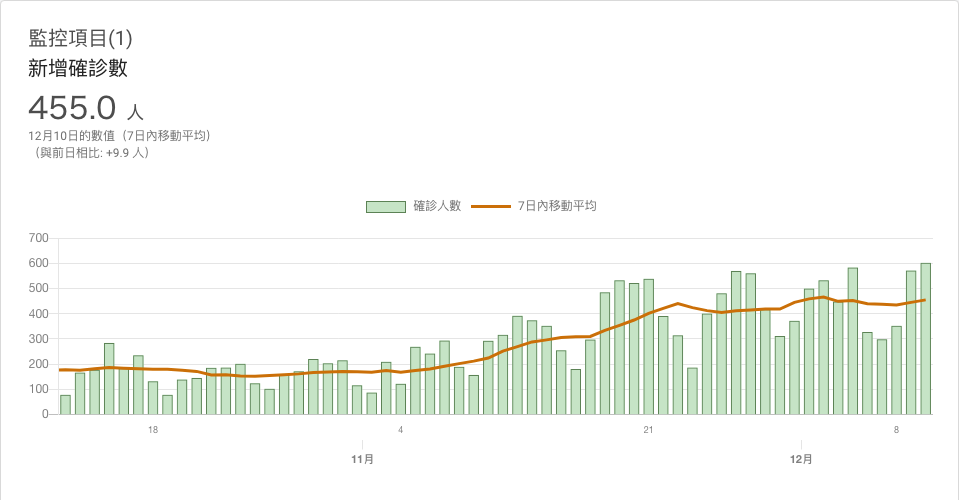 監控項目(1)
新增確診數
455.0 人
12月10日的數值（7日內移動平均）
（與前日相比: +9.9 人）
確診人數 7日內移動平均
700
600
500
400
300
200
100
0
18 4 21 8
11月 12月